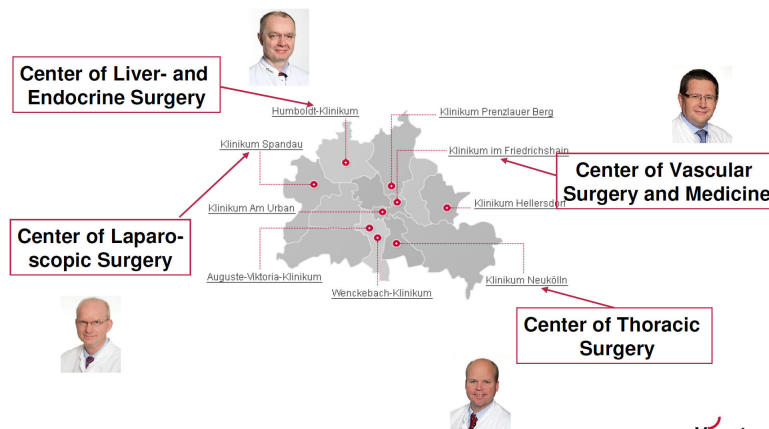 Center of Liver- and
Endocrine Surgery
Humboldt-Klinikum
Klinikum Prenzlauer Berg
Klinikum Spandau
Klinikum im Friedrichshain
Center of Vascular
Surgery and Medicine
Klinikum Am Urban
Klinikum Hellersdorf
Center of Laparo-
scopic Surgery
Auguste-Viktoria-Klinikum
Wenckebach-Klinikum
Klinikum Neukölln
Center of Thoracic
Surgery